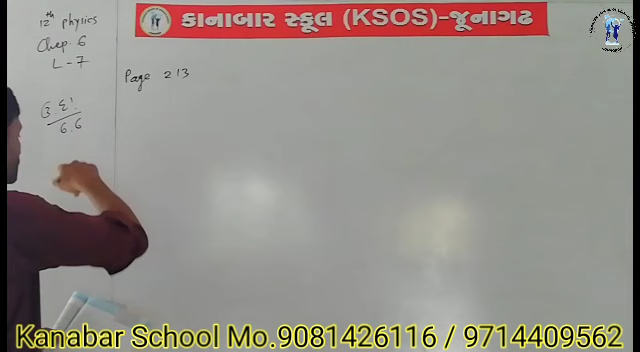 કાનાબાર સ્કૂલ (KSOS)-જૂનાગઢ
12th physics
Chep. 6
L - 7
Page 213
ઉ.દા.
6.6
Kanabar School Mo.9081426116 / 9714409562